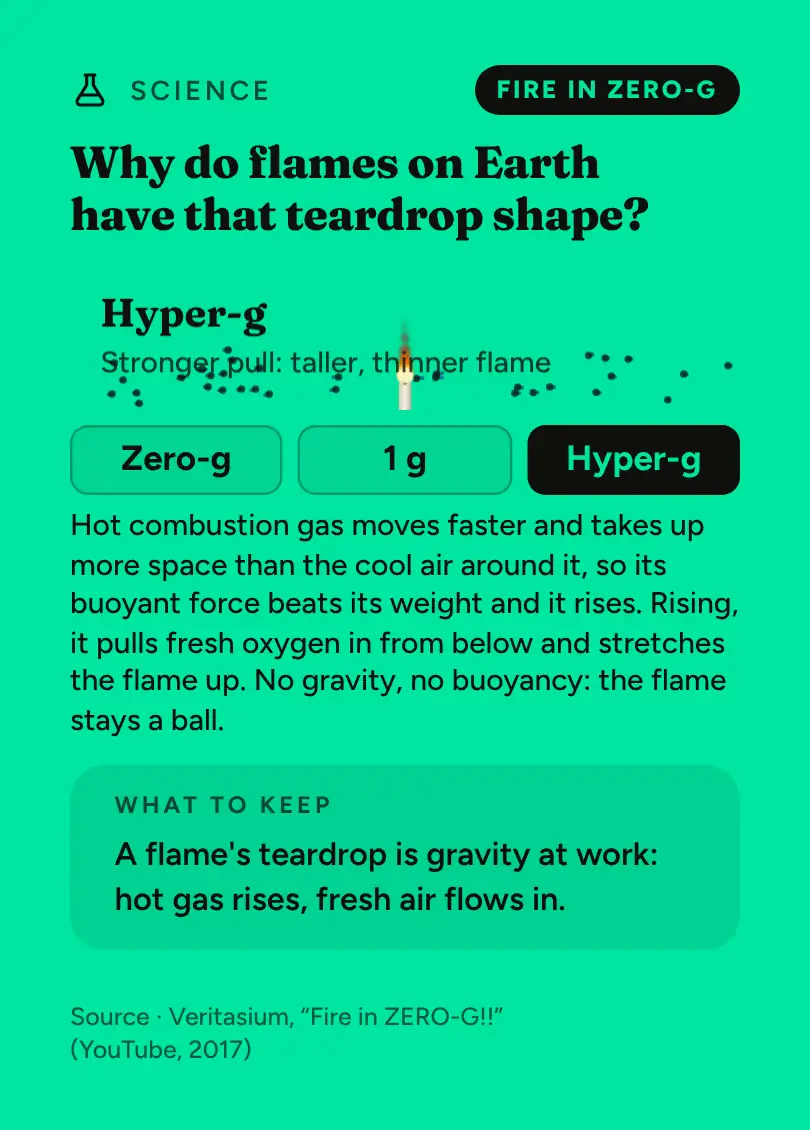 SCIENCE
FIRE IN ZERO-G
Why do flames on Earth
have that teardrop shape?
Hyper-g
Stronger pull: taller, thinner flame
Zero-g
1 g
Hyper-g
Hot combustion gas moves faster and takes up
more space than the cool air around it, so its
buoyant force beats its weight and it rises. Rising,
it pulls fresh oxygen in from below and stretches
the flame up. No gravity, no buoyancy: the flame
stays a ball.
WHAT TO KEEP
A flame's teardrop is gravity at work:
hot gas rises, fresh air flows in.
Source · Veritasium, “Fire in ZERO-G!!”
(YouTube, 2017)